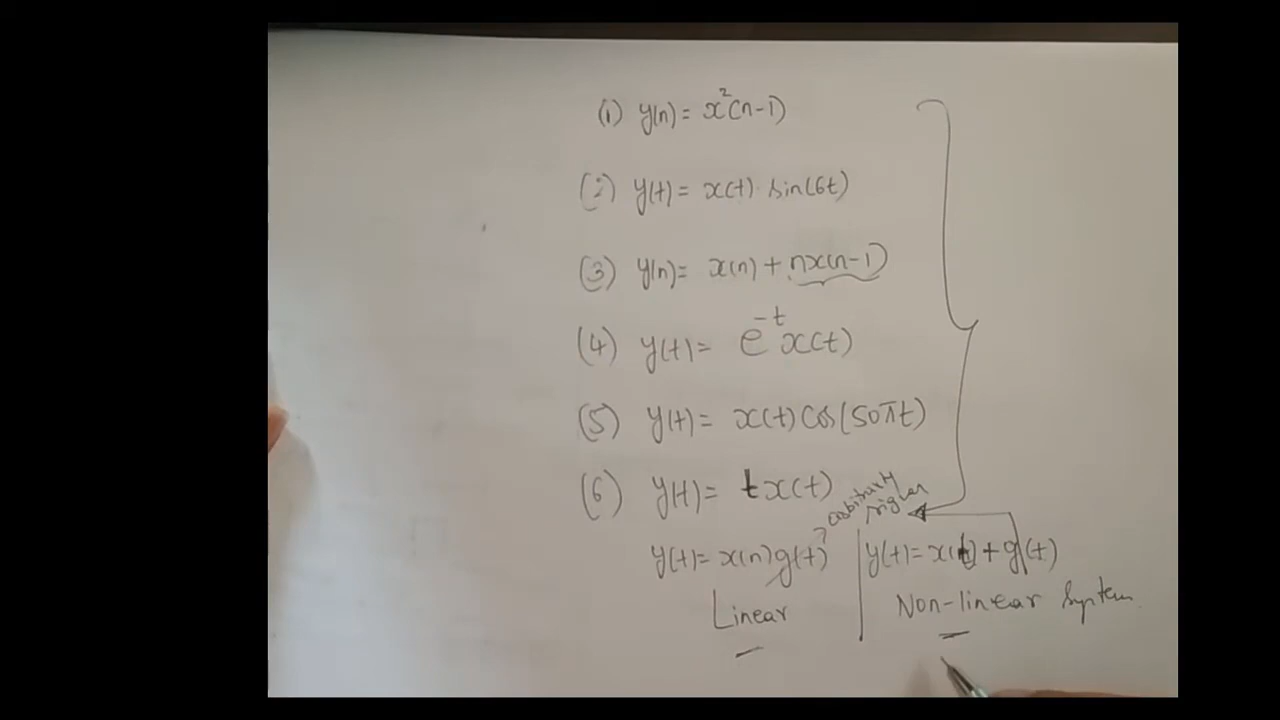 (1) y(n) = x²(n-1)
(2) y(t) = x(t) · sin(6t)
(3) y(n) = x(n) + nx(n-1)
(4) y(t) = e^-t x(t)
(5) y(t) = x(t) Cos(50πt)
(6) y(t) = t x(t)
y(t) = x(n) g(t) | y(t) = x(t) + g(t)
Linear | Non-linear System